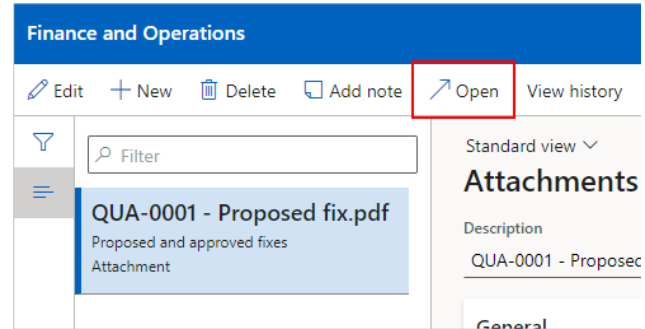 Finance and Operations
Edit New Delete Add note Open View history
Filter
QUA-0001 - Proposed fix.pdf
Proposed and approved fixes
Attachment
Standard view
Attachments
Description
QUA-0001 - Proposed
General